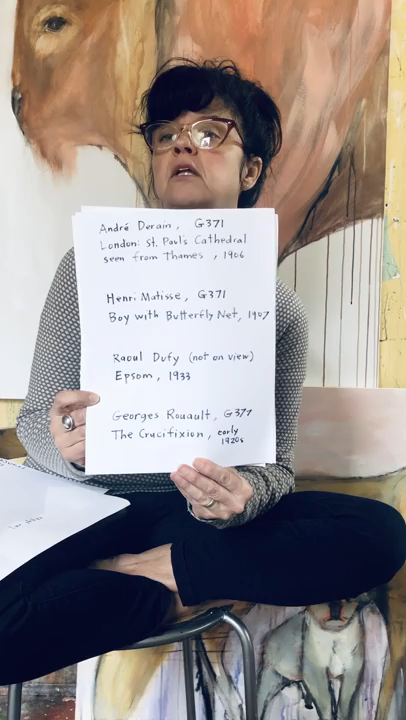 André Derain, G371
London: St. Paul's Cathedral
seen from Thames, 1906
Henri Matisse, G371
Boy with Butterfly Net, 1907
Raoul Dufy (not on view)
Epsom, 1933
Georges Rouault, G371
The Crucifixion, early
1920s